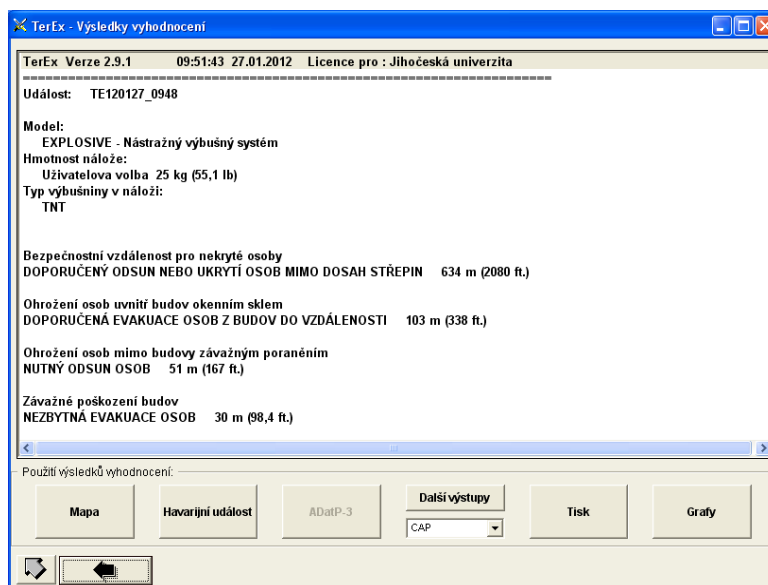 TerEx - Výsledky vyhodnocení
TerEx Verze 2.9.1 09:51:43 27.01.2012 Licence pro : Jihočeská univerzita
================================================================================
Událost: TE120127_0948
Model:
EXPLOSIVE - Nástražný výbušný systém
Hmotnost nálože:
Uživatelova volba 25 kg (55,1 lb)
Typ výbušniny v náloži:
TNT
Bezpečnostní vzdálenost pro nekryté osoby
DOPORUČENÝ ODSUN NEBO UKRYTÍ OSOB MIMO DOSAH STŘEPIN 634 m (2080 ft.)
Ohrožení osob uvnitř budov okenním sklem
DOPORUČENÁ EVAKUACE OSOB Z BUDOV DO VZDÁLENOSTI 103 m (338 ft.)
Ohrožení osob mimo budovy závažným poraněním
NUTNÝ ODSUN OSOB 51 m (167 ft.)
Závažné poškození budov
NEZBYTNÁ EVAKUACE OSOB 30 m (98,4 ft.)
Použití výsledků vyhodnocení:
Mapa
Havarijní událost
ADatP-3
Další výstupy
CAP
Tisk
Grafy